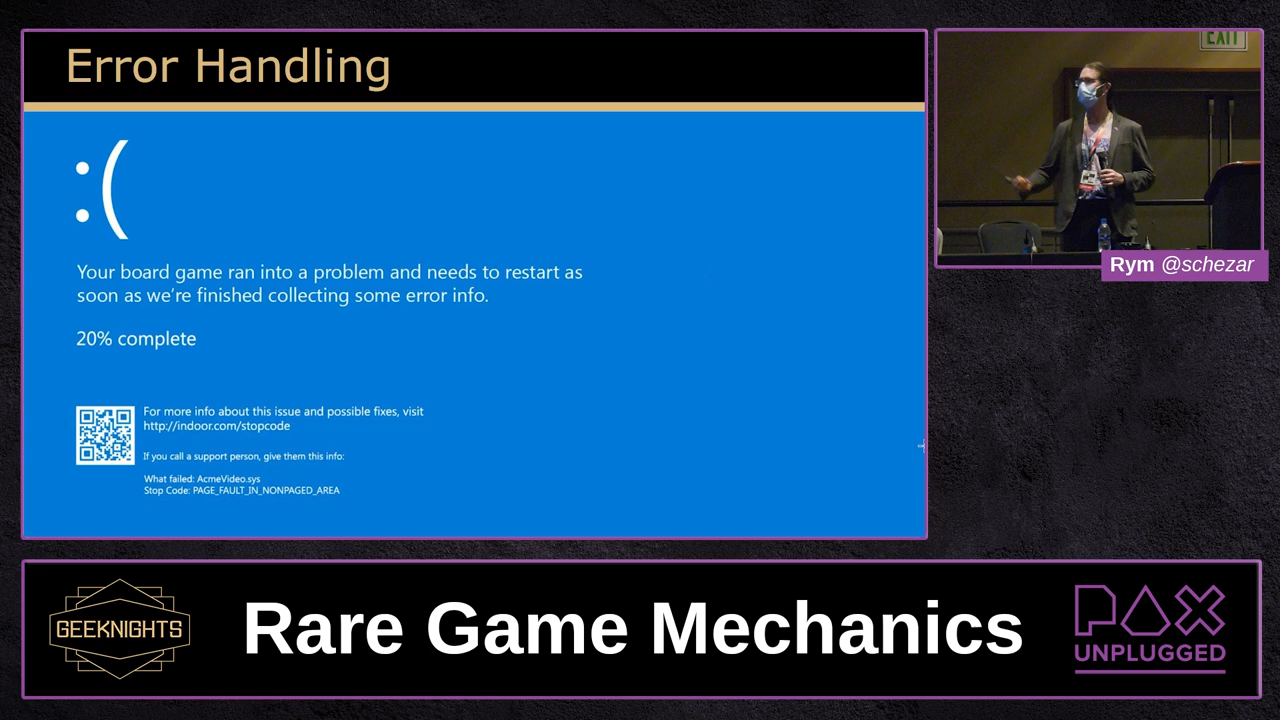 Error Handling
EXIT
:(
Your board game ran into a problem and needs to restart as
soon as we're finished collecting some error info.
20% complete
For more info about this issue and possible fixes, visit
http://indoor.com/stopcode
If you call a support person, give them this info:
What failed: AcmeVideo.sys
Stop Code: PAGE_FAULT_IN_NONPAGED_AREA
Rym @schezar
GEEKNIGHTS
Rare Game Mechanics
PAX
UNPLUGGED